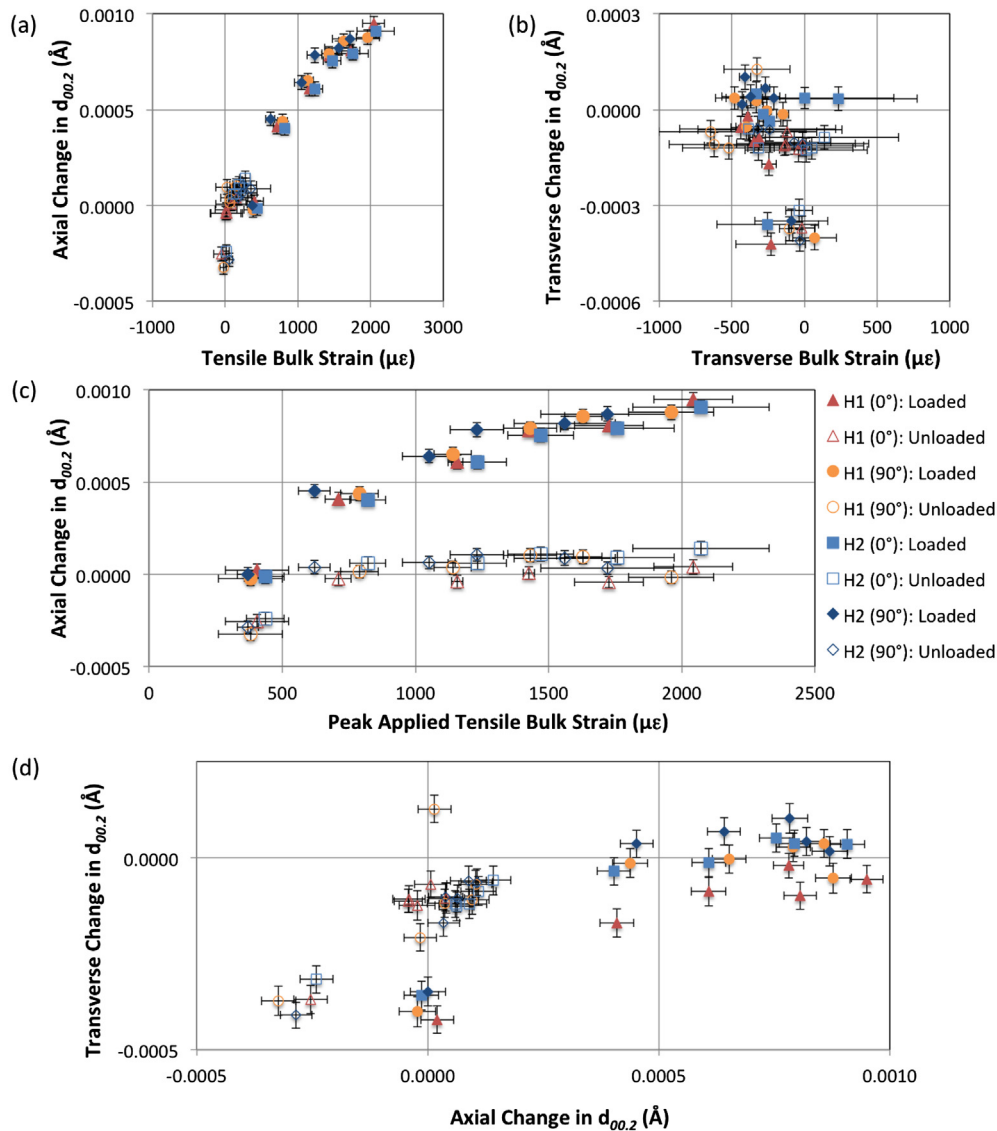 (a)
Axial Change in d00.2 (Å)
0.0010
0.0005
0.0000
-0.0005
-1000 0 1000 2000 3000
Tensile Bulk Strain (με)
(b)
Transverse Change in d00.2 (Å)
0.0003
0.0000
-0.0003
-0.0006
-1000 -500 0 500 1000
Transverse Bulk Strain (με)
(c)
Axial Change in d00.2 (Å)
0.0010
0.0005
0.0000
-0.0005
0 500 1000 1500 2000 2500
Peak Applied Tensile Bulk Strain (με)
H1 (0°): Loaded
H1 (0°): Unloaded
H1 (90°): Loaded
H1 (90°): Unloaded
H2 (0°): Loaded
H2 (0°): Unloaded
H2 (90°): Loaded
H2 (90°): Unloaded
(d)
Transverse Change in d00.2 (Å)
0.0000
-0.0005
-0.0005 0.0000 0.0005 0.0010
Axial Change in d00.2 (Å)